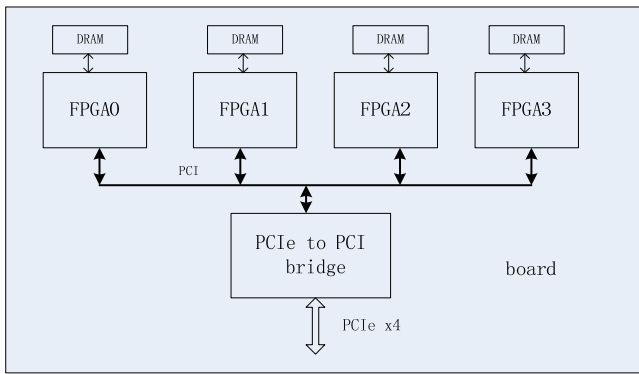 DRAM
DRAM
DRAM
DRAM
FPGA0
FPGA1
FPGA2
FPGA3
PCI
PCIe to PCI
bridge
board
PCIe x4